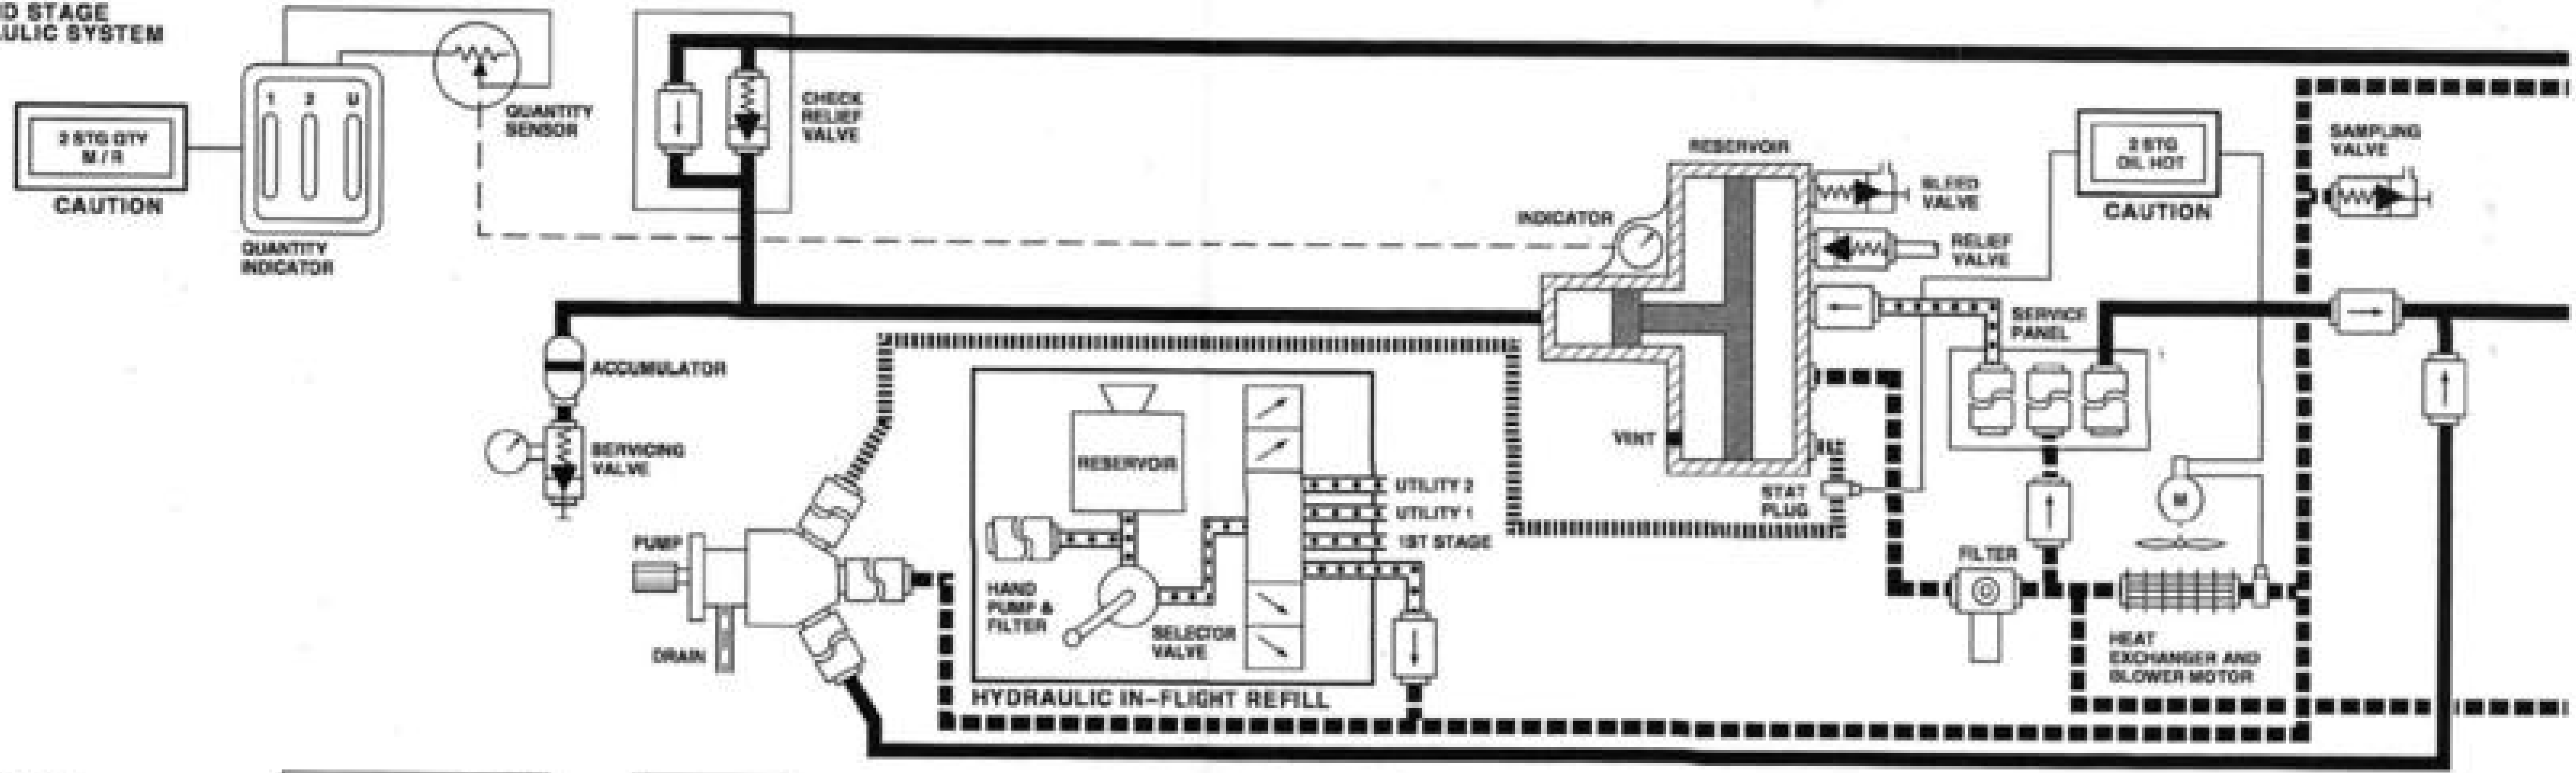 ND STAGE
AULIC SYSTEM
2 STG QTY
M / R
CAUTION
1 2 U
QUANTITY
INDICATOR
QUANTITY
SENSOR
CHECK
RELIEF
VALVE
ACCUMULATOR
SERVICING
VALVE
PUMP
DRAIN
RESERVOIR
HAND
PUMP &
FILTER
SELECTOR
VALVE
UTILITY 2
UTILITY 1
1ST STAGE
HYDRAULIC IN-FLIGHT REFILL
RESERVOIR
INDICATOR
BLEED
VALVE
RELIEF
VALVE
VENT
STAT
PLUG
2 STG
OIL HOT
CAUTION
SERVICE
PANEL
FILTER
M
HEAT
EXCHANGER AND
BLOWER MOTOR
SAMPLING
VALVE